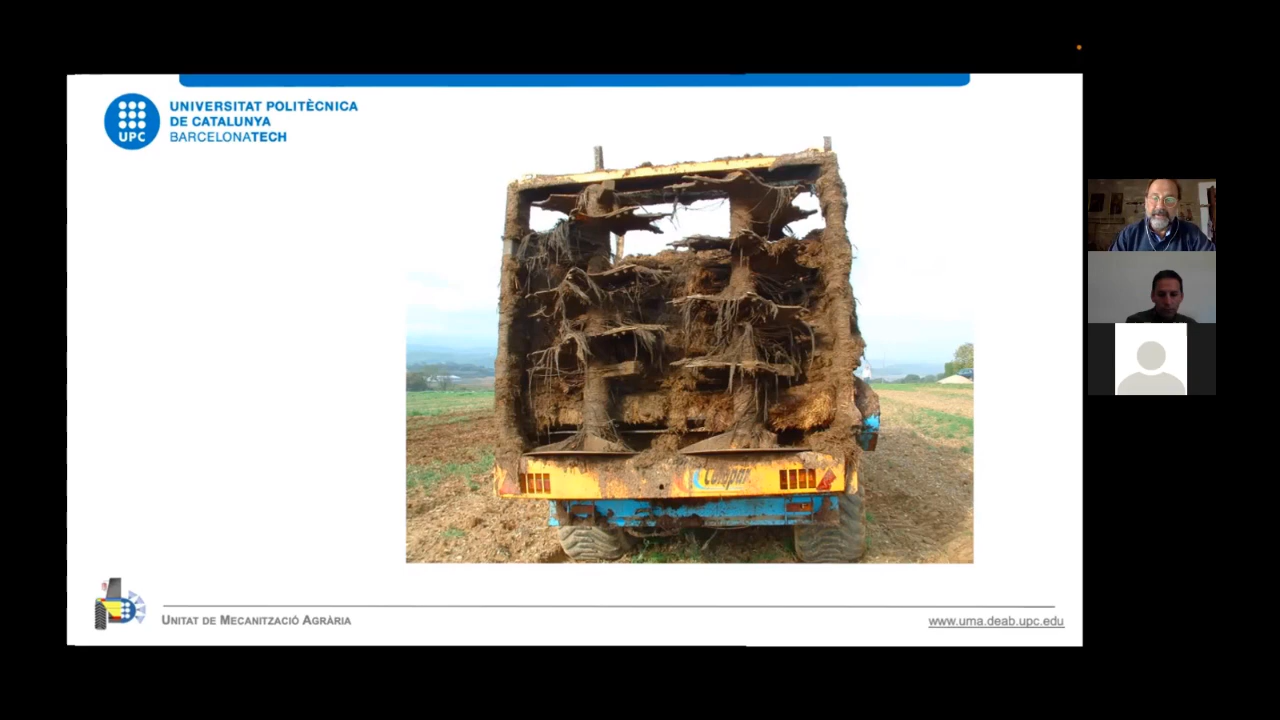 UNIVERSITAT POLITÈCNICA
DE CATALUNYA
BARCELONATECH
UPC
UNITAT DE MECANITZACIÓ AGRÀRIA
www.uma.deab.upc.edu